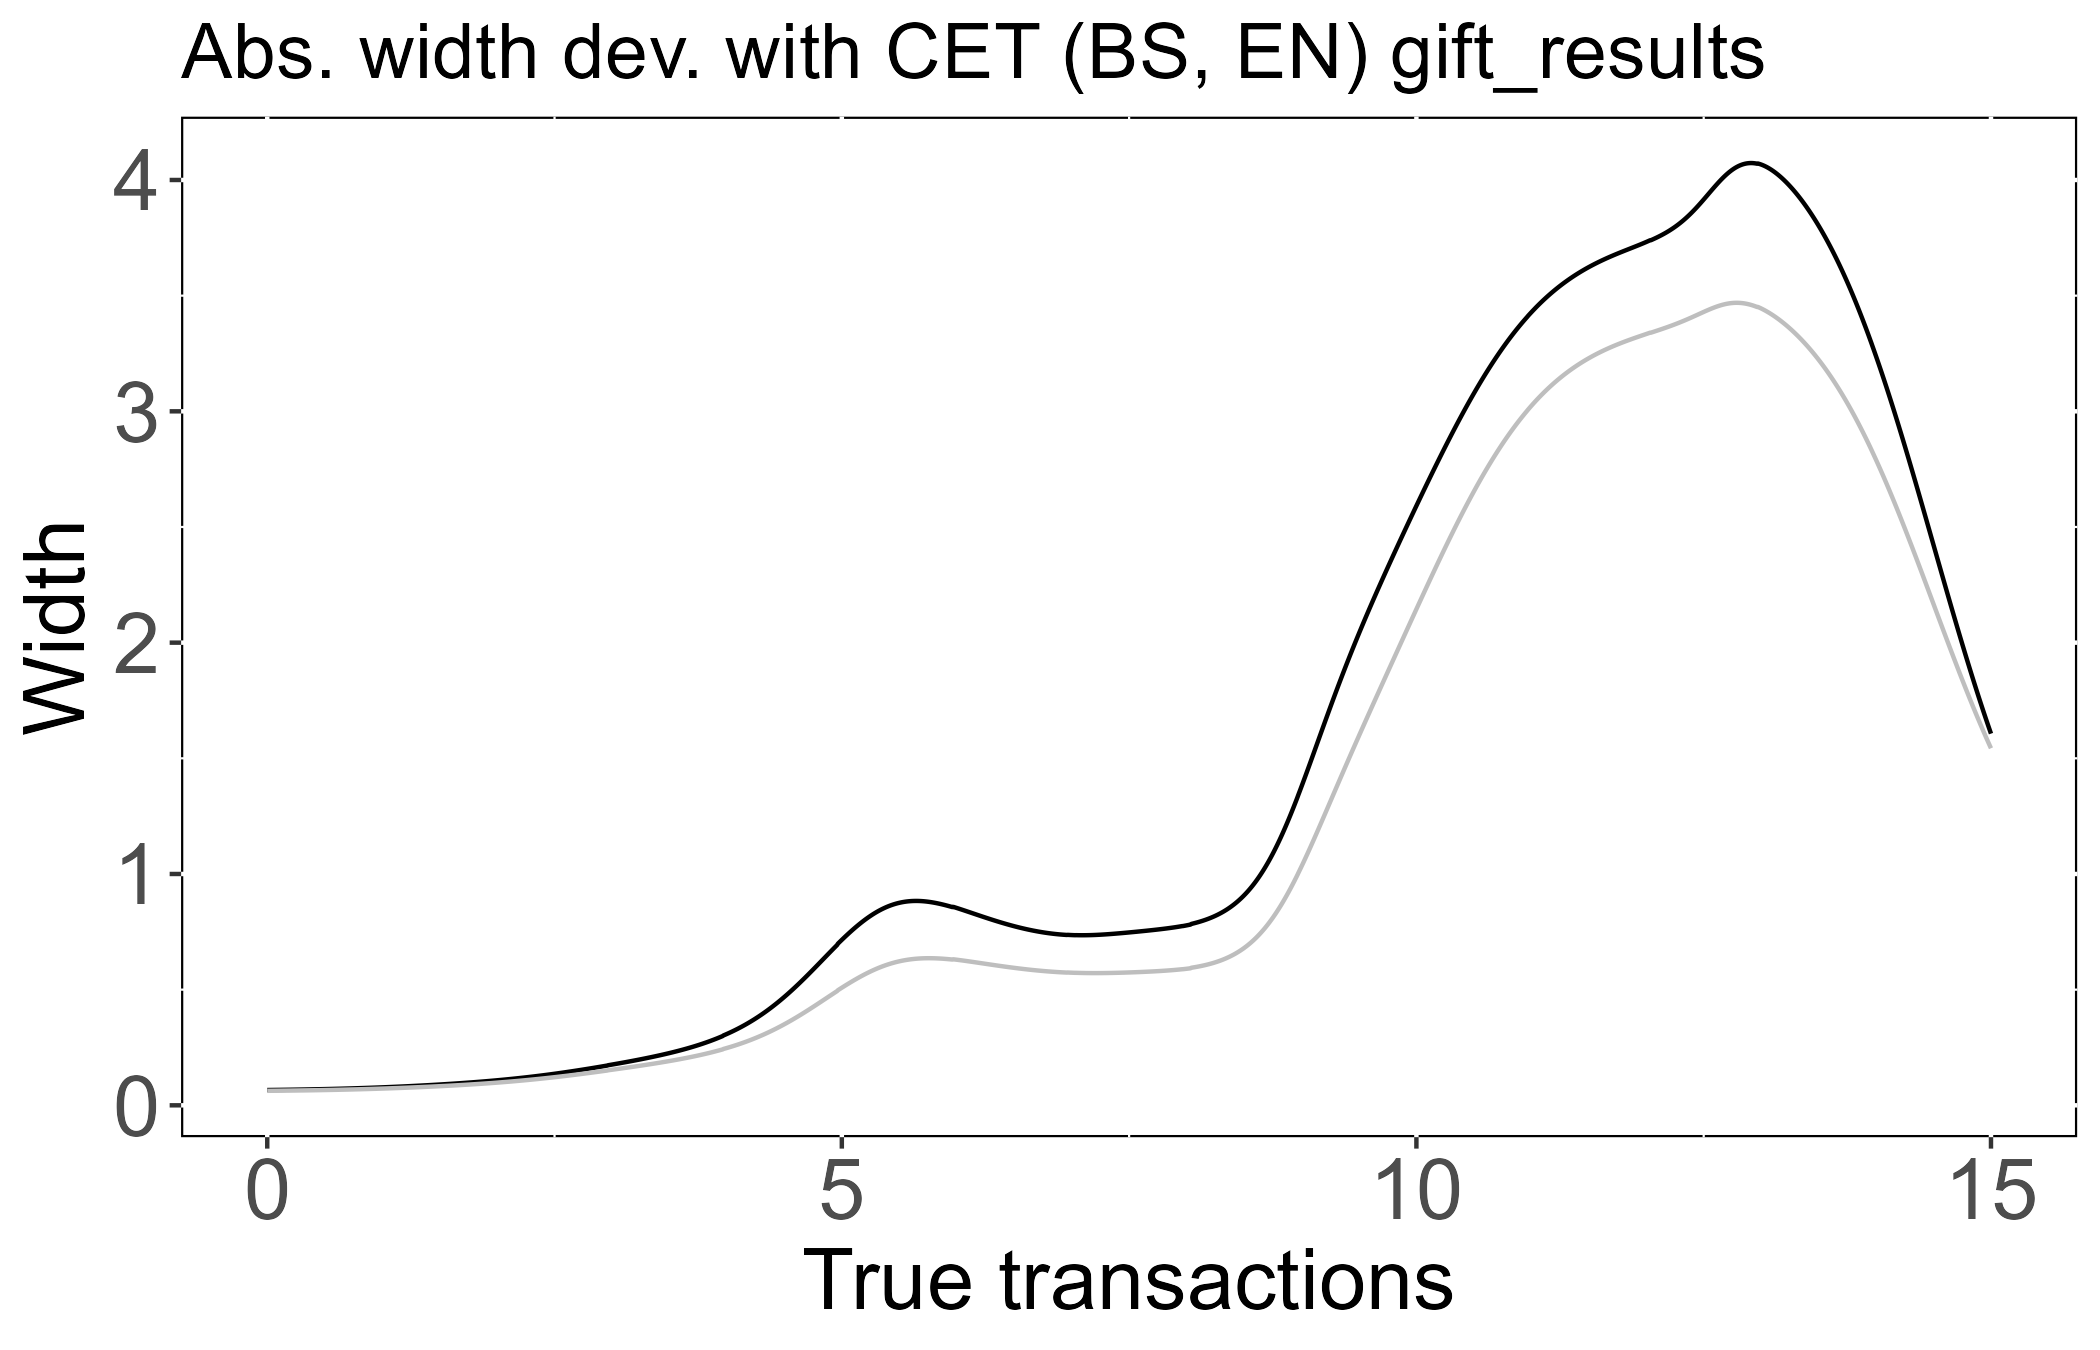 Abs. width dev. with CET (BS, EN) gift_results
Width
4
3
2
1
0
0 5 10 15
True transactions